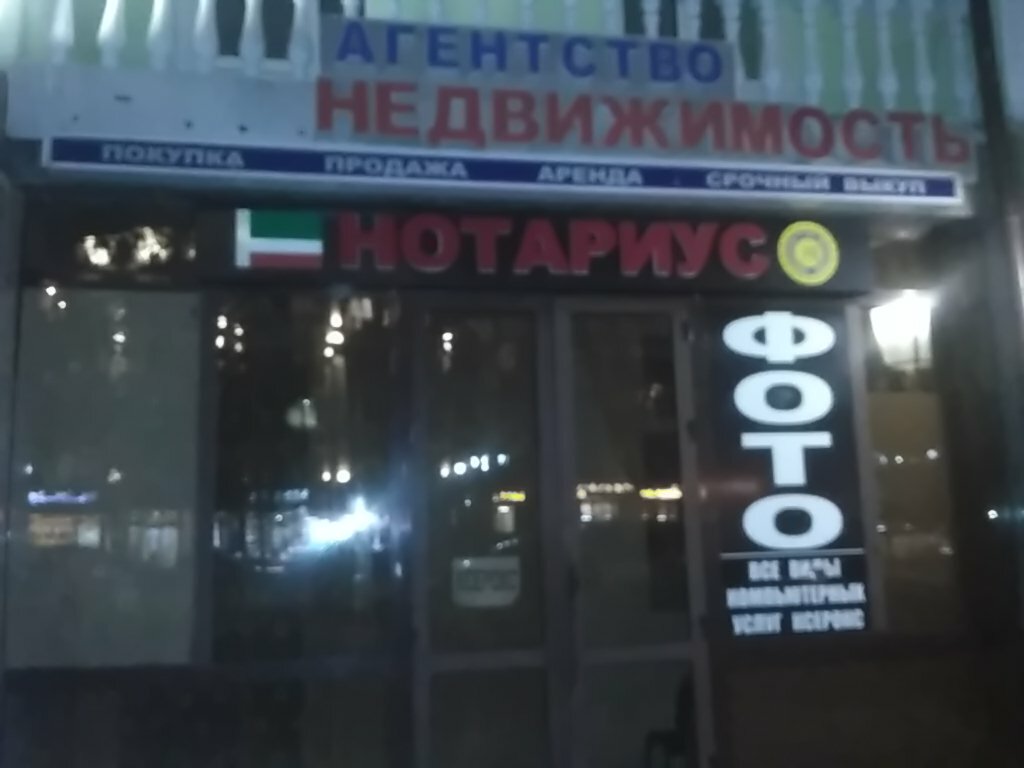 АГЕНТСТВО
НЕДВИЖИМОСТЬ
ПОКУПКА ПРОДАЖА АРЕНДА СРОЧНЫЙ ВЫКУП
НОТАРИУС
ФОТО
ВСЕ ВИДЫ
КОМПЬЮТЕРНЫХ
УСЛУГ КСЕРОКС